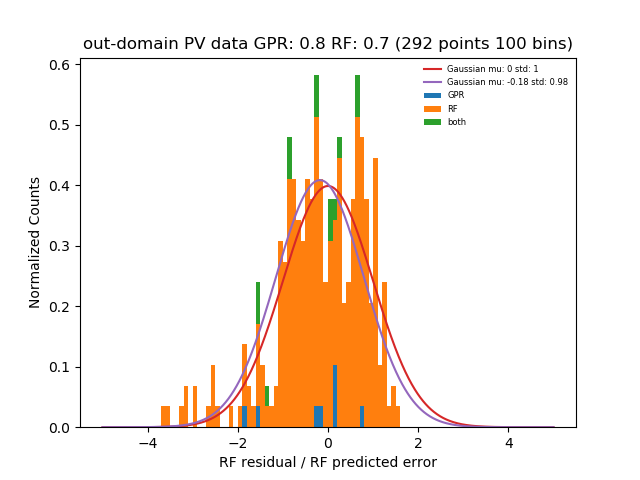 out-domain PV data GPR: 0.8 RF: 0.7 (292 points 100 bins)
Gaussian mu: 0 std: 1
Gaussian mu: -0.18 std: 0.98
GPR
RF
both
Normalized Counts
0.6
0.5
0.4
0.3
0.2
0.1
0.0
−4 −2 0 2 4
RF residual / RF predicted error